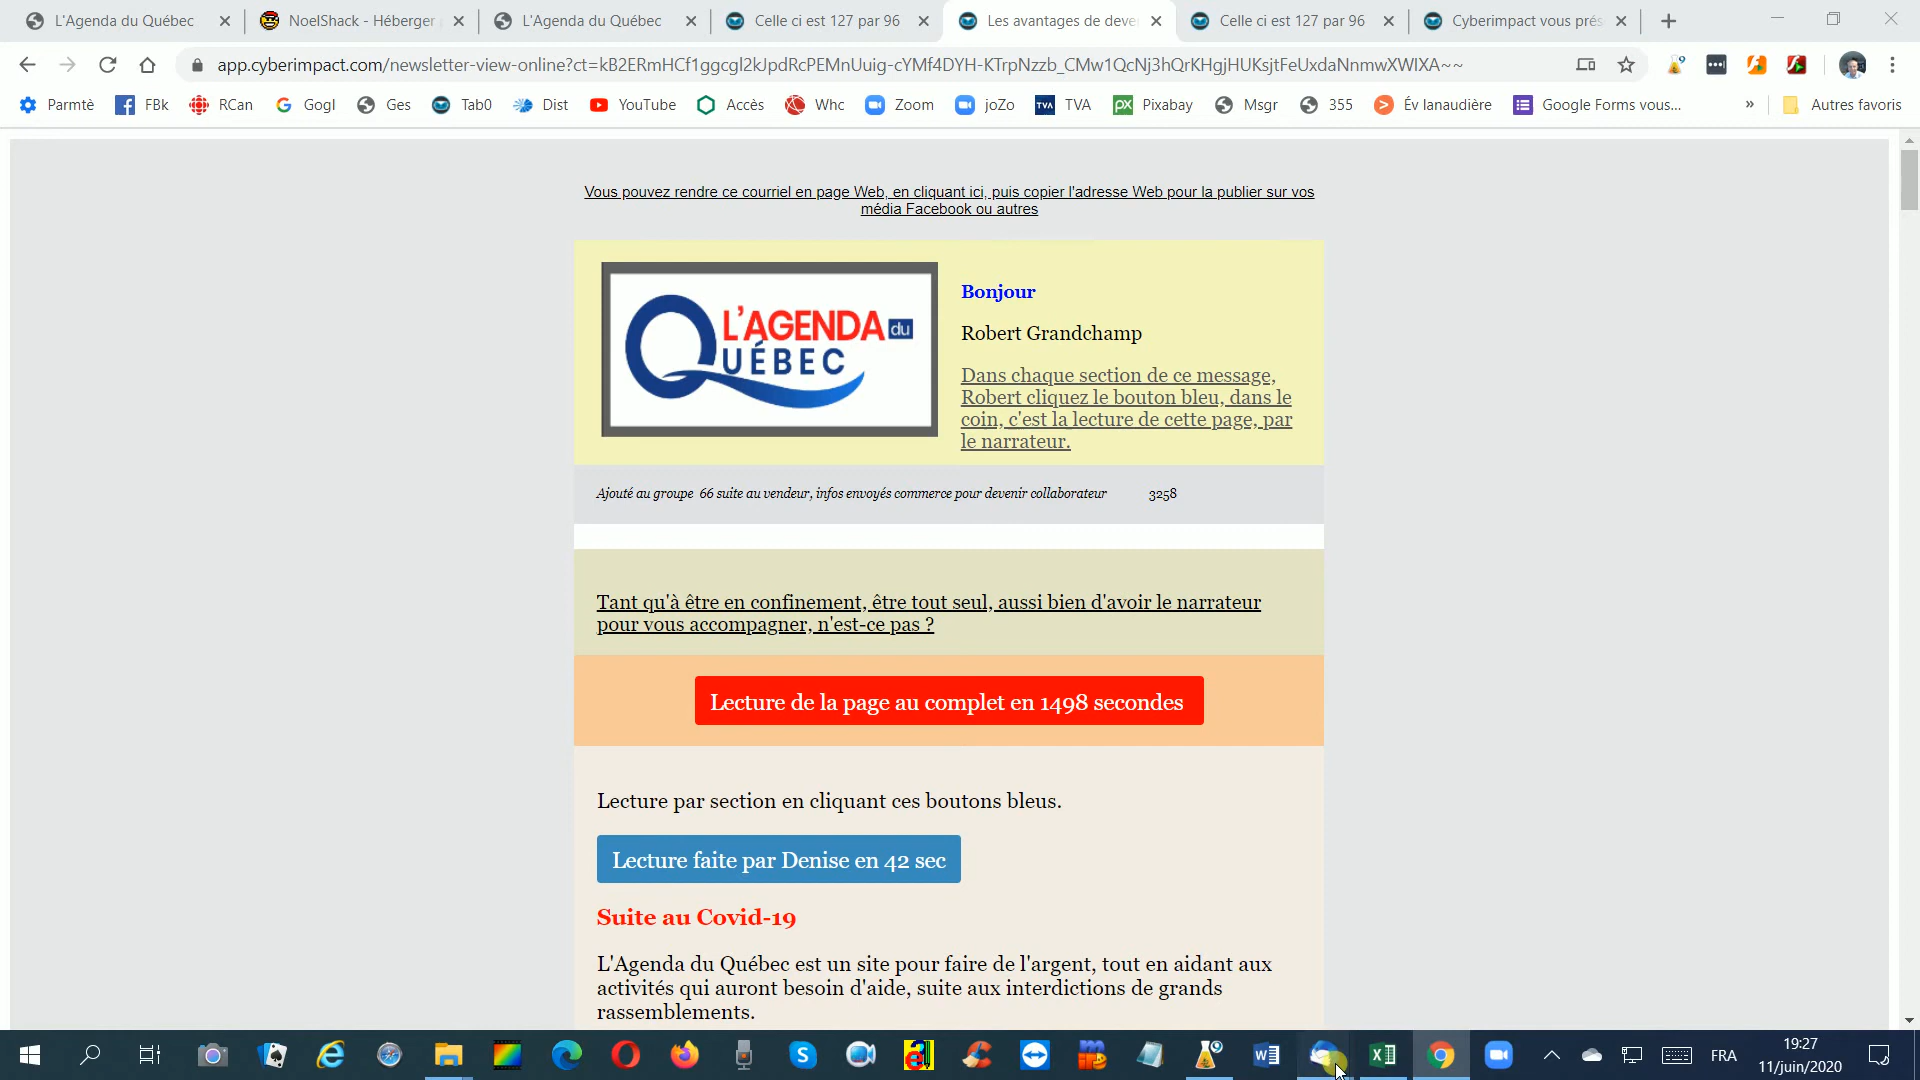 L'Agenda du Québec
NoelShack - Héberger
L'Agenda du Québec
Celle ci est 127 par 96
Les avantages de deve
Celle ci est 127 par 96
Cyberimpact vous prés
app.cyberimpact.com/newsletter-view-online?ct=kB2ERmHCf1ggcgl2kJpdRcPEMnUuig-cYMf4DYH-KTrpNzzb_CMw1QcNj3hQrKHgjHUKsjtFeUxdaNnmwXWIXA~~
Parmtè FBk RCan Gogl Ges Tab0 Dist YouTube Accès Whc Zoom joZo TVA Pixabay Msgr 355 Év lanaudière Google Forms vous... » Autres favoris
Vous pouvez rendre ce courriel en page Web, en cliquant ici, puis copier l'adresse Web pour la publier sur vos
média Facebook ou autres
L'AGENDA du
QUÉBEC
Bonjour
Robert Grandchamp
Dans chaque section de ce message,
Robert cliquez le bouton bleu, dans le
coin, c'est la lecture de cette page, par
le narrateur.
Ajouté au groupe 66 suite au vendeur, infos envoyés commerce pour devenir collaborateur 3258
Tant qu'à être en confinement, être tout seul, aussi bien d'avoir le narrateur
pour vous accompagner, n'est-ce pas ?
Lecture de la page au complet en 1498 secondes
Lecture par section en cliquant ces boutons bleus.
Lecture faite par Denise en 42 sec
Suite au Covid-19
L'Agenda du Québec est un site pour faire de l'argent, tout en aidant aux
activités qui auront besoin d'aide, suite aux interdictions de grands
rassemblements.
FRA
19:27
11/juin/2020